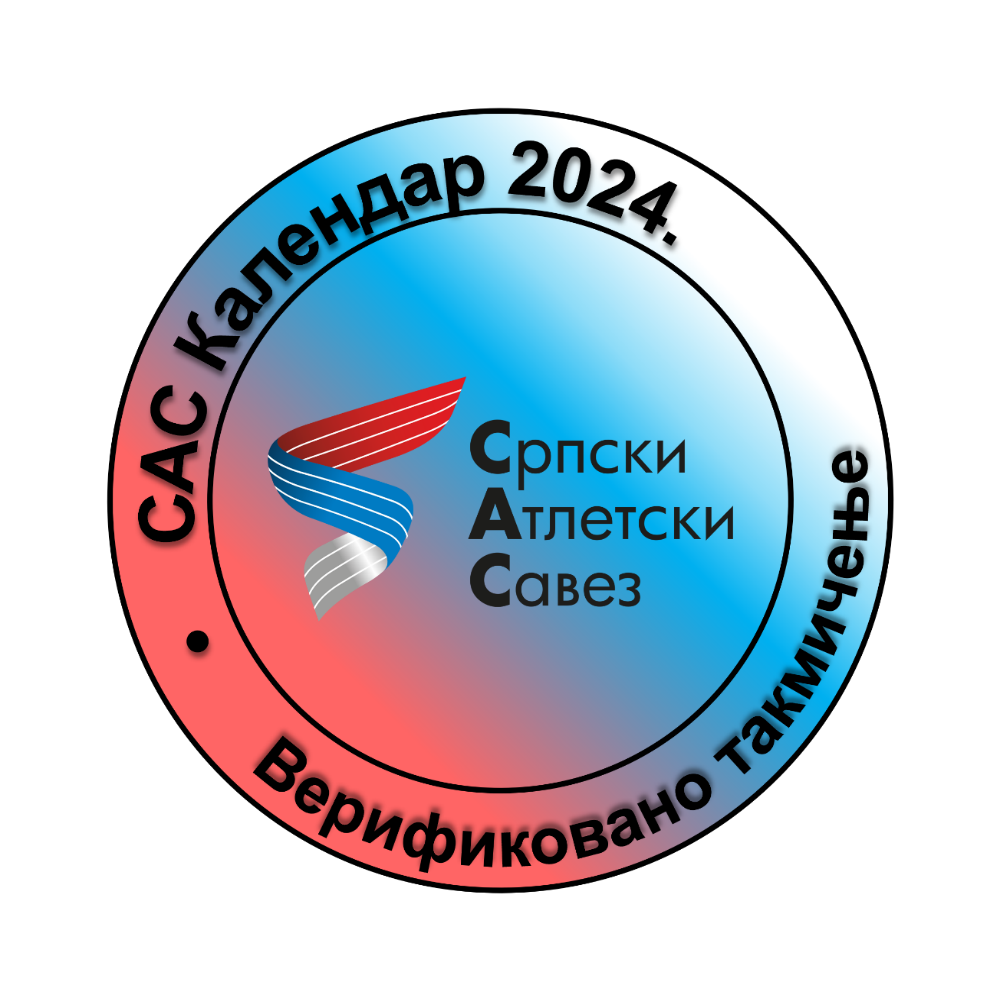 САС Календар 2024.
Српски
Атлетски
Савез
• Верификовано такмичење